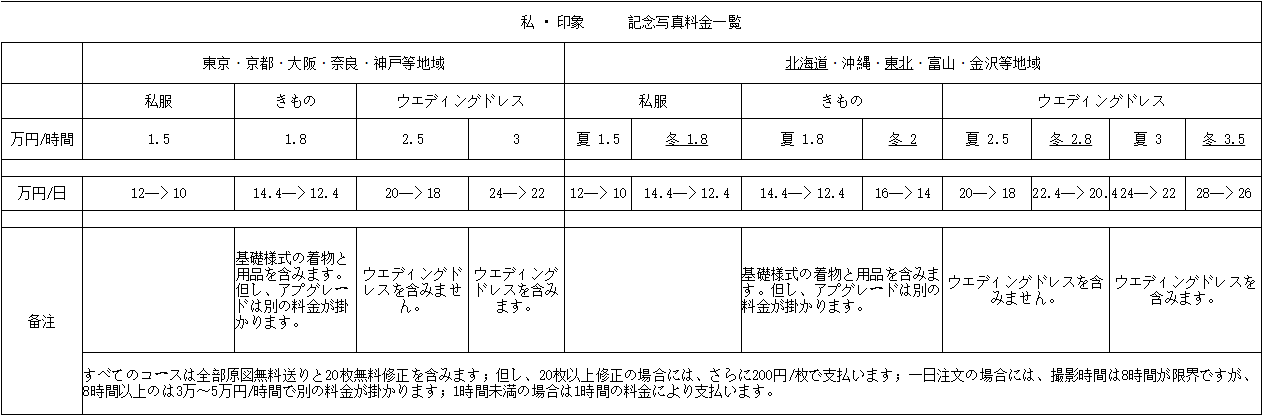 私 ・ 印象　　　記念写真料金一覧
東京・京都・大阪・奈良・神戸等地域 北海道・沖縄・東北・富山・金沢等地域
私服 きもの ウエディングドレス 私服 きもの ウエディングドレス
万円/時間 1.5 1.8 2.5 3 夏 1.5 冬 1.8 夏 1.8 冬 2 夏 2.5 冬 2.8 夏 3 冬 3.5
万円/日 12—>10 14.4—>12.4 20—>18 24—>22 12—>10 14.4—>12.4 14.4—>12.4 16—>14 20—>18 22.4—>20.4 24—>22 28—>26
备注
基礎様式の着物と
用品を含みます。
但し、アプグレー
ドは別の料金が掛
かります。
ウエディングド
レスを含みませ
ん。
ウエディング
ドレスを含み
ます。
基礎様式の着物と用品を含みま
す。但し、アプグレードは別の
料金が掛かります。
ウエディングドレスを含
みません。
ウエディングドレスを
含みます。
すべてのコースは全部原図無料送りと20枚無料修正を含みます；但し、20枚以上修正の場合には、さらに200円/枚で支払います；一日注文の場合には、撮影時間は8時間が限界ですが、
8時間以上のは3万～5万円/時間で別の料金が掛かります；1時間未満の場合は1時間の料金により支払います。